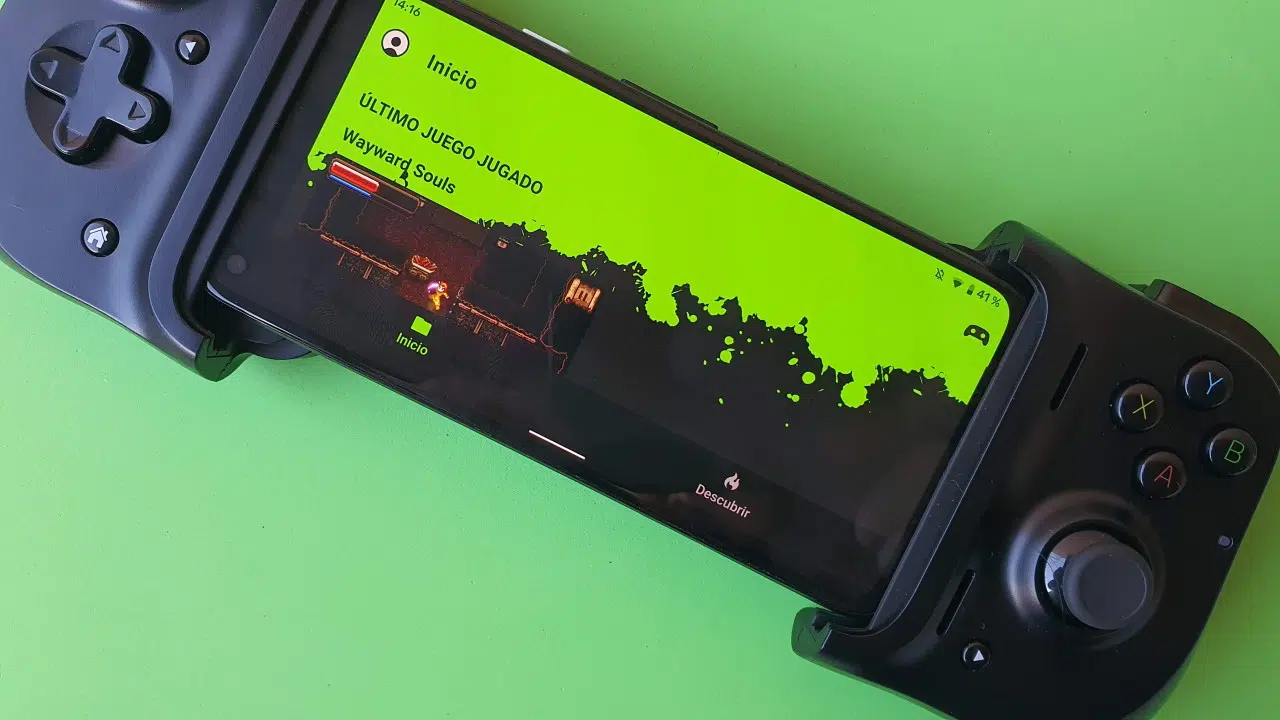 14:16
Inicio
ÚLTIMO JUEGO JUGADO
Wayward Souls
41%
Inicio
Descubrir
X
Y
A
B